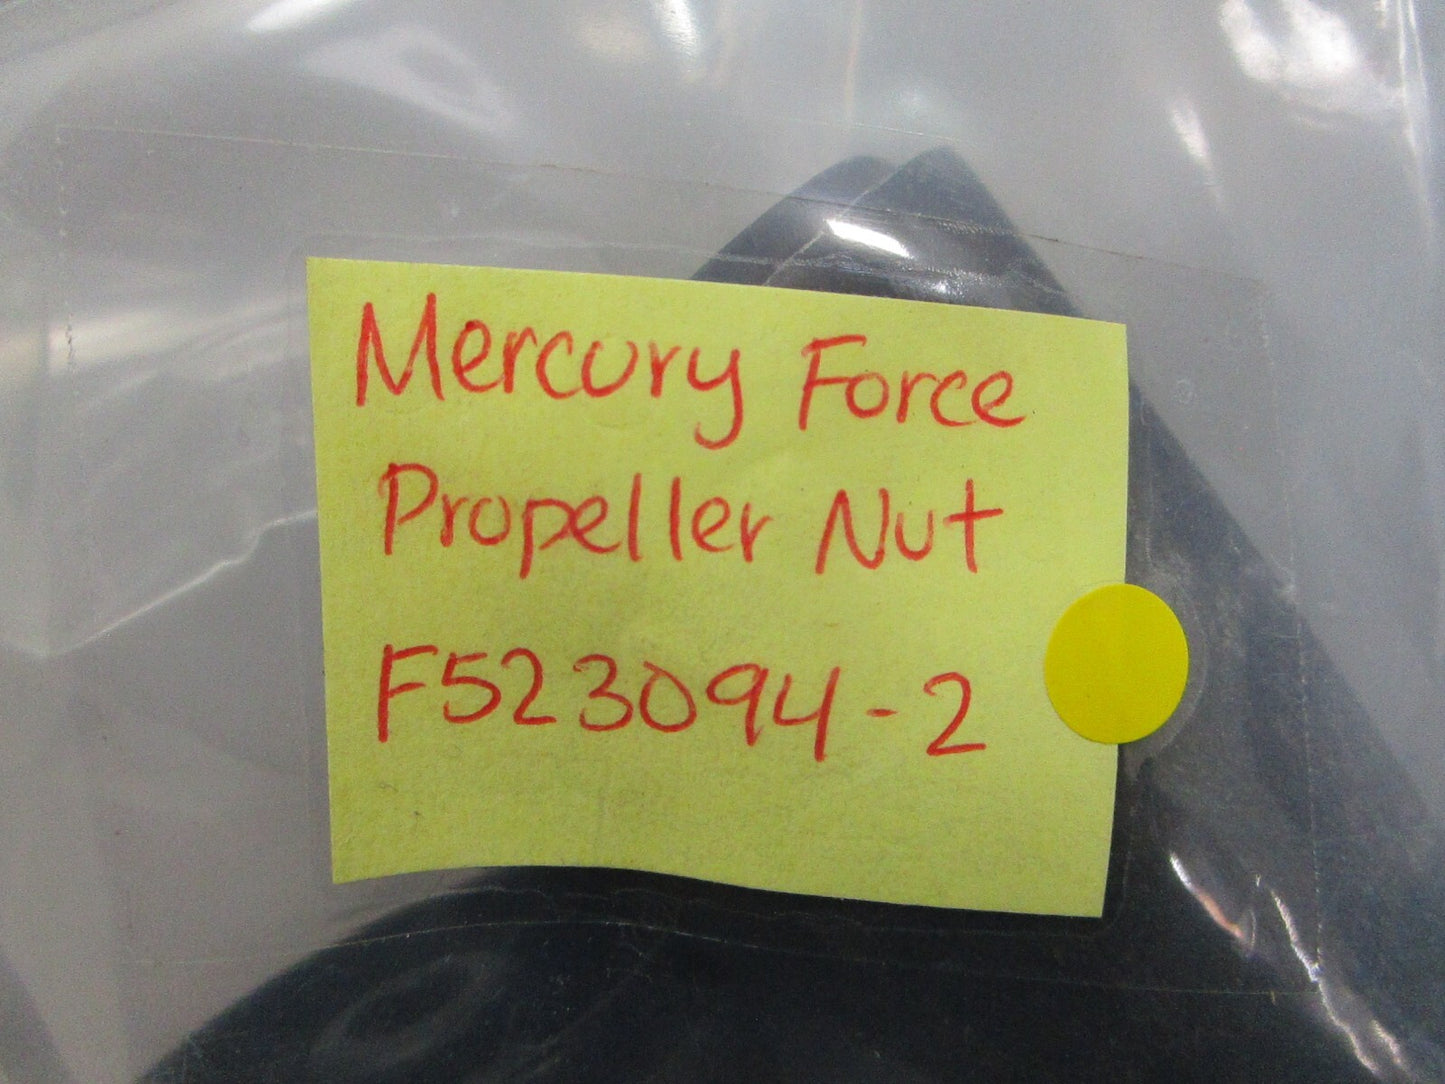 Mercury Force
Propeller Nut
F523094-2